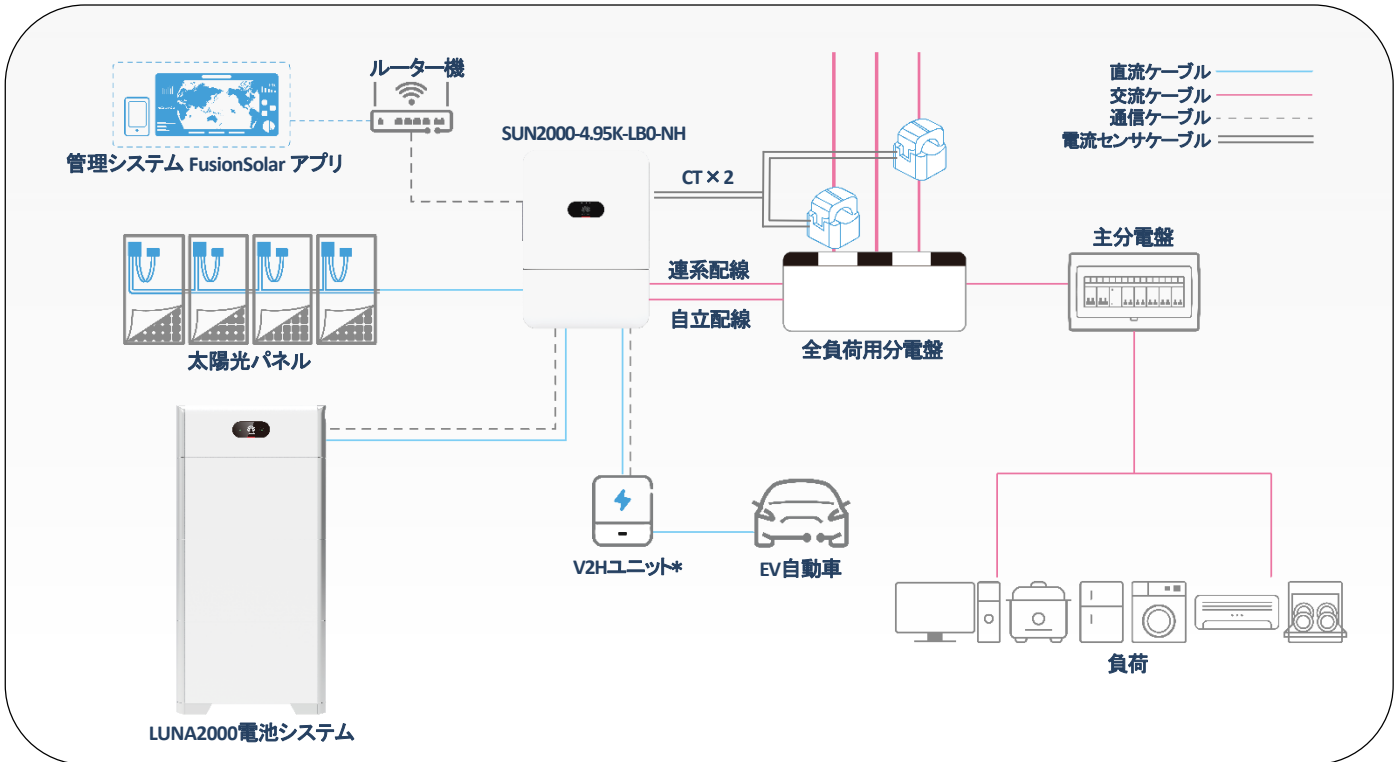 ルーター機
管理システム FusionSolar アプリ
SUN2000-4.95K-LB0-NH
CT×2
直流ケーブル
交流ケーブル
通信ケーブル
電流センサケーブル
太陽光パネル
連系配線
自立配線
全負荷用分電盤
主分電盤
V2Hユニット*
EV自動車
負荷
LUNA2000電池システム